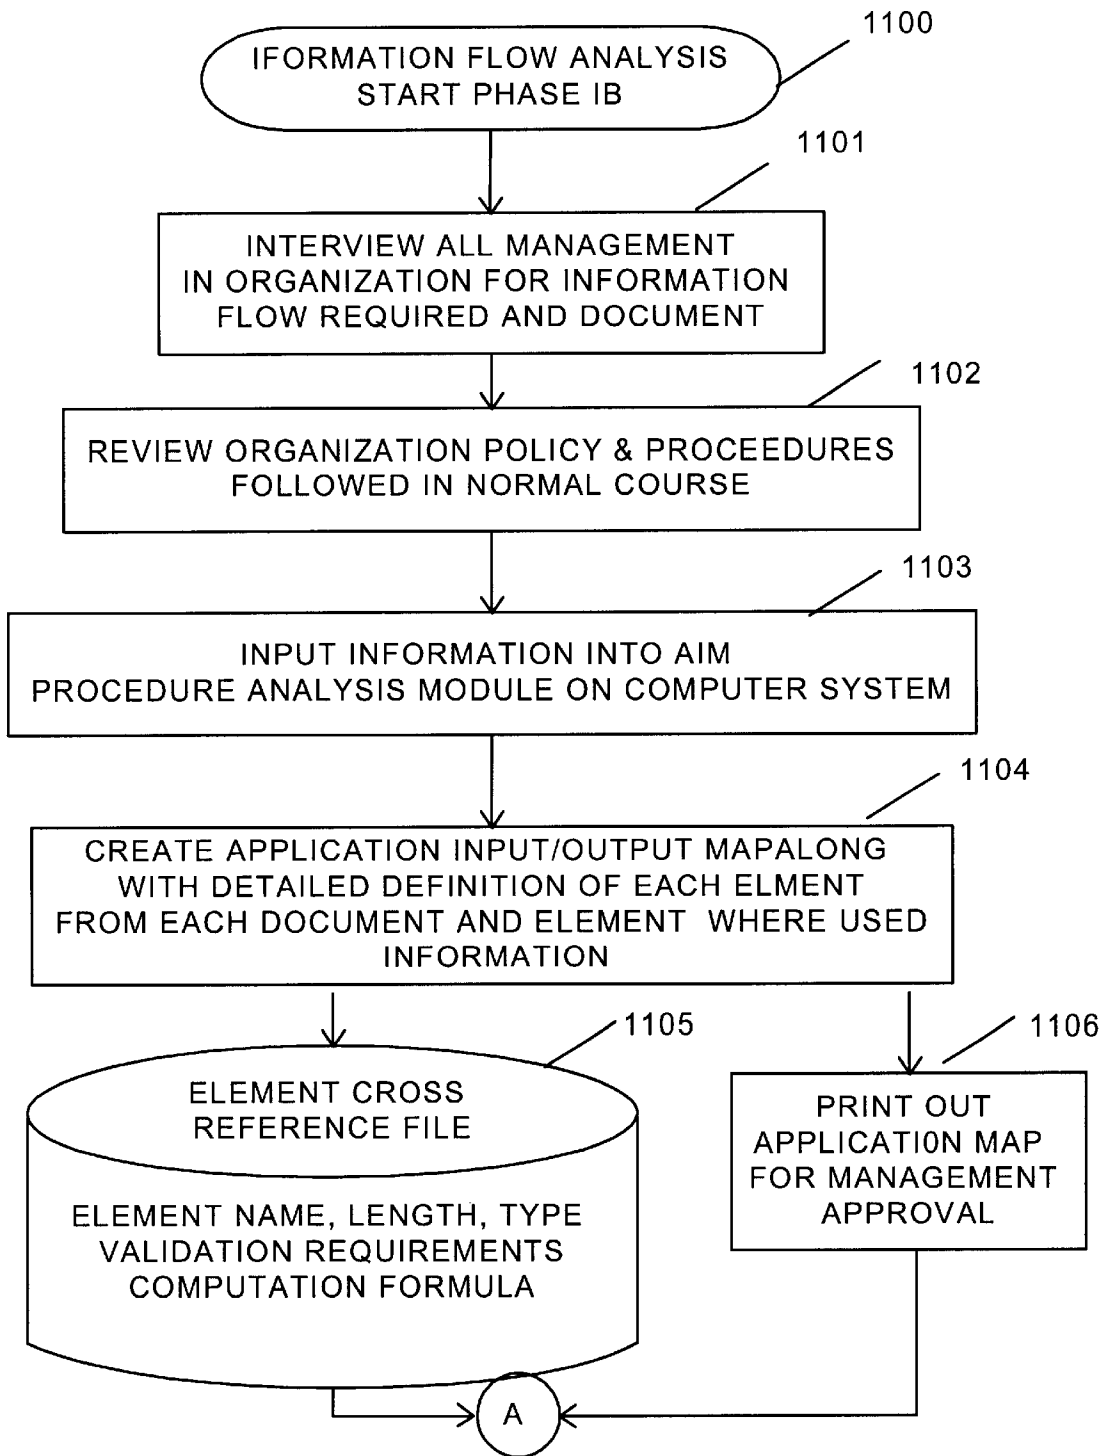 1100
IFORMATION FLOW ANALYSIS
START PHASE IB
1101
INTERVIEW ALL MANAGEMENT
IN ORGANIZATION FOR INFORMATION
FLOW REQUIRED AND DOCUMENT
1102
REVIEW ORGANIZATION POLICY & PROCEEDURES
FOLLOWED IN NORMAL COURSE
1103
INPUT INFORMATION INTO AIM
PROCEDURE ANALYSIS MODULE ON COMPUTER SYSTEM
1104
CREATE APPLICATION INPUT/OUTPUT MAPALONG
WITH DETAILED DEFINITION OF EACH ELMENT
FROM EACH DOCUMENT AND ELEMENT WHERE USED
INFORMATION
1105
ELEMENT CROSS
REFERENCE FILE
ELEMENT NAME, LENGTH, TYPE
VALIDATION REQUIREMENTS
COMPUTATION FORMULA
1106
PRINT OUT
APPLICATI0N MAP
FOR MANAGEMENT
APPROVAL
A